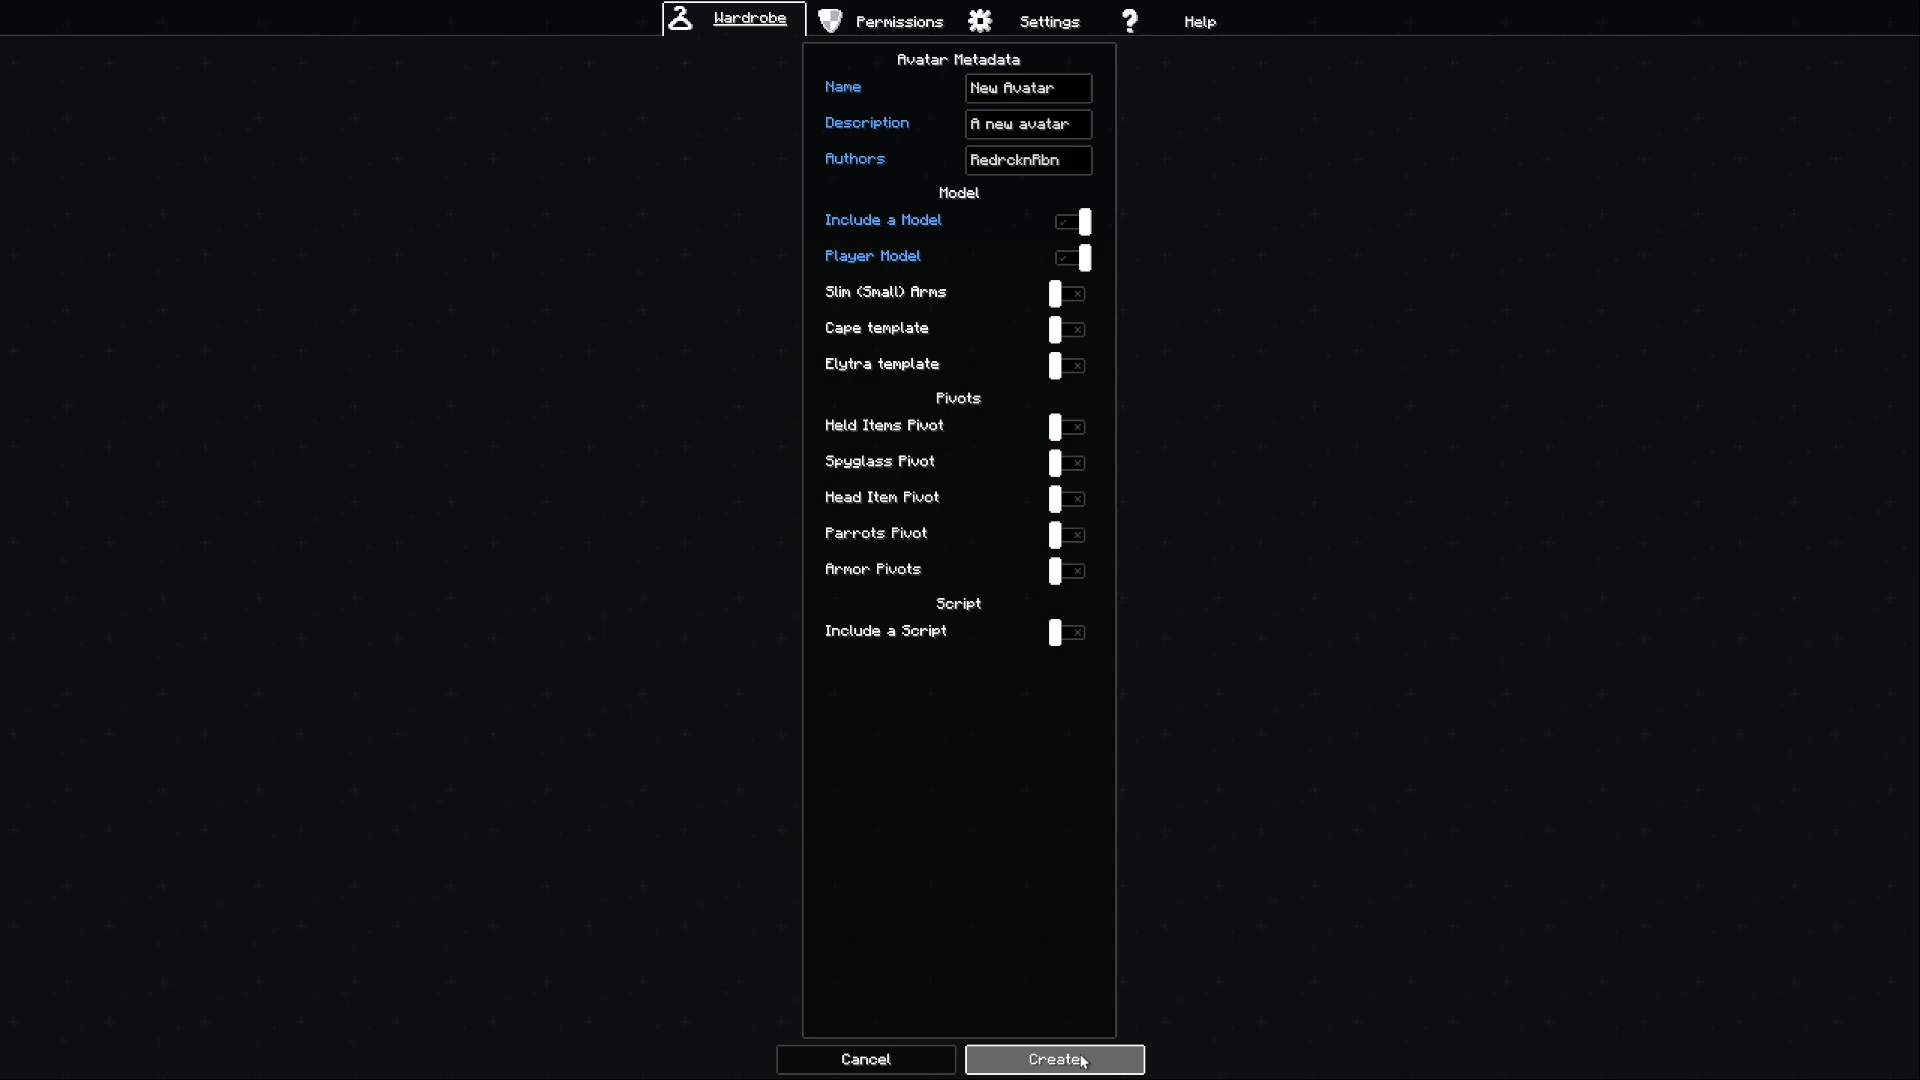 Wardrobe
Permissions
Settings
Help
Avatar Metadata
Name
New Avatar
Description
A new avatar
Authors
RedrcknRbn
Model
Include a Model
Player Model
Slim (Small) Arms
Cape template
Elytra template
Pivots
Held Items Pivot
Spyglass Pivot
Head Item Pivot
Parrots Pivot
Armor Pivots
Script
Include a Script
Cancel
Create